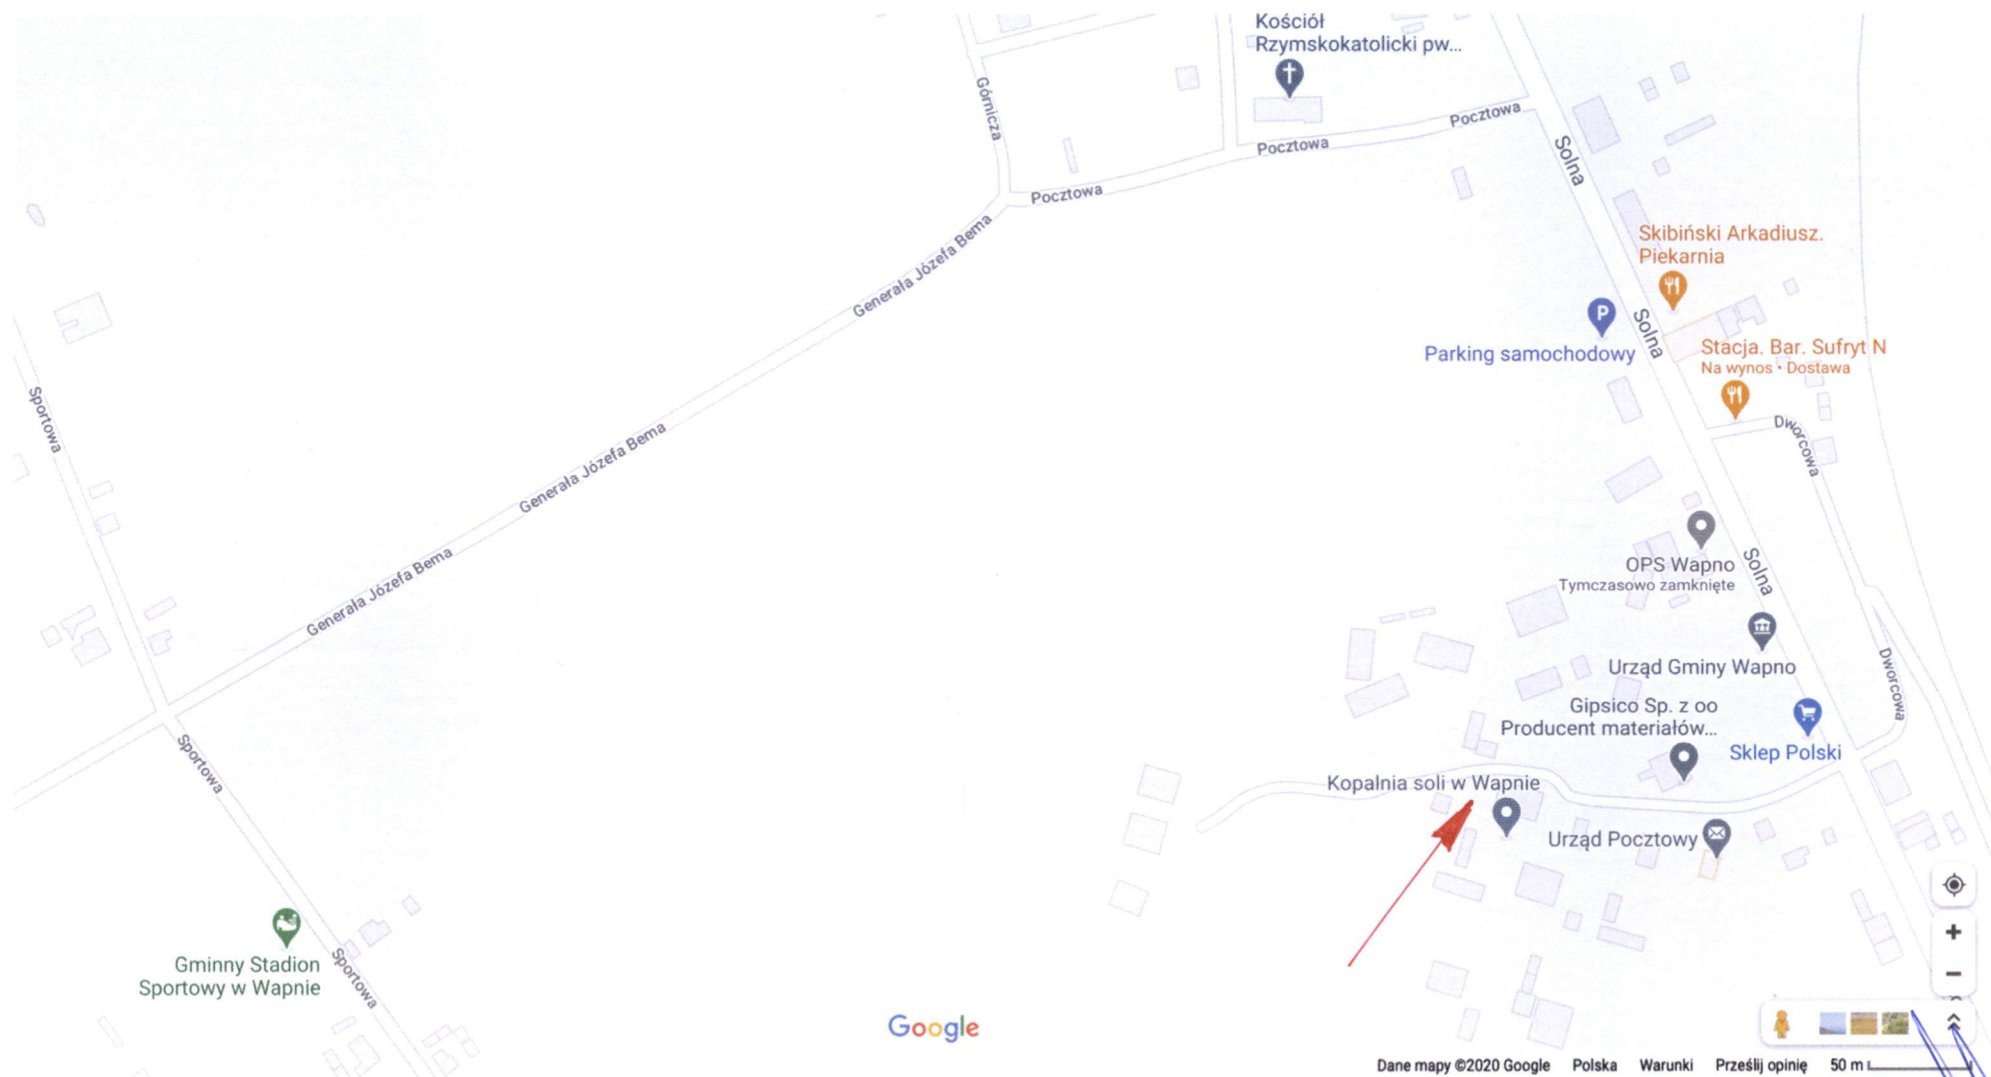 Kościół
Rzymskokatolicki pw...
Górnicza
Pocztowa
Pocztowa
Pocztowa
Solna
Generała Józefa Bema
Skibiński Arkadiusz.
Piekarnia
P
Solna
Parking samochodowy
Stacja. Bar. Sufryt N
Na wynos • Dostawa
Sportowa
Dworcowa
Generała Józefa Bema
Generała Józefa Bema
OPS Wapno
Tymczasowo zamknięte
Solna
Urząd Gminy Wapno
Dworcowa
Gipsico Sp. z oo
Producent materiałów...
Sklep Polski
Sportowa
Kopalnia soli w Wapnie
Urząd Pocztowy
Gminny Stadion
Sportowy w Wapnie
Sportowa
Google
Dane mapy ©2020 Google Polska Warunki Prześlij opinię 50 m